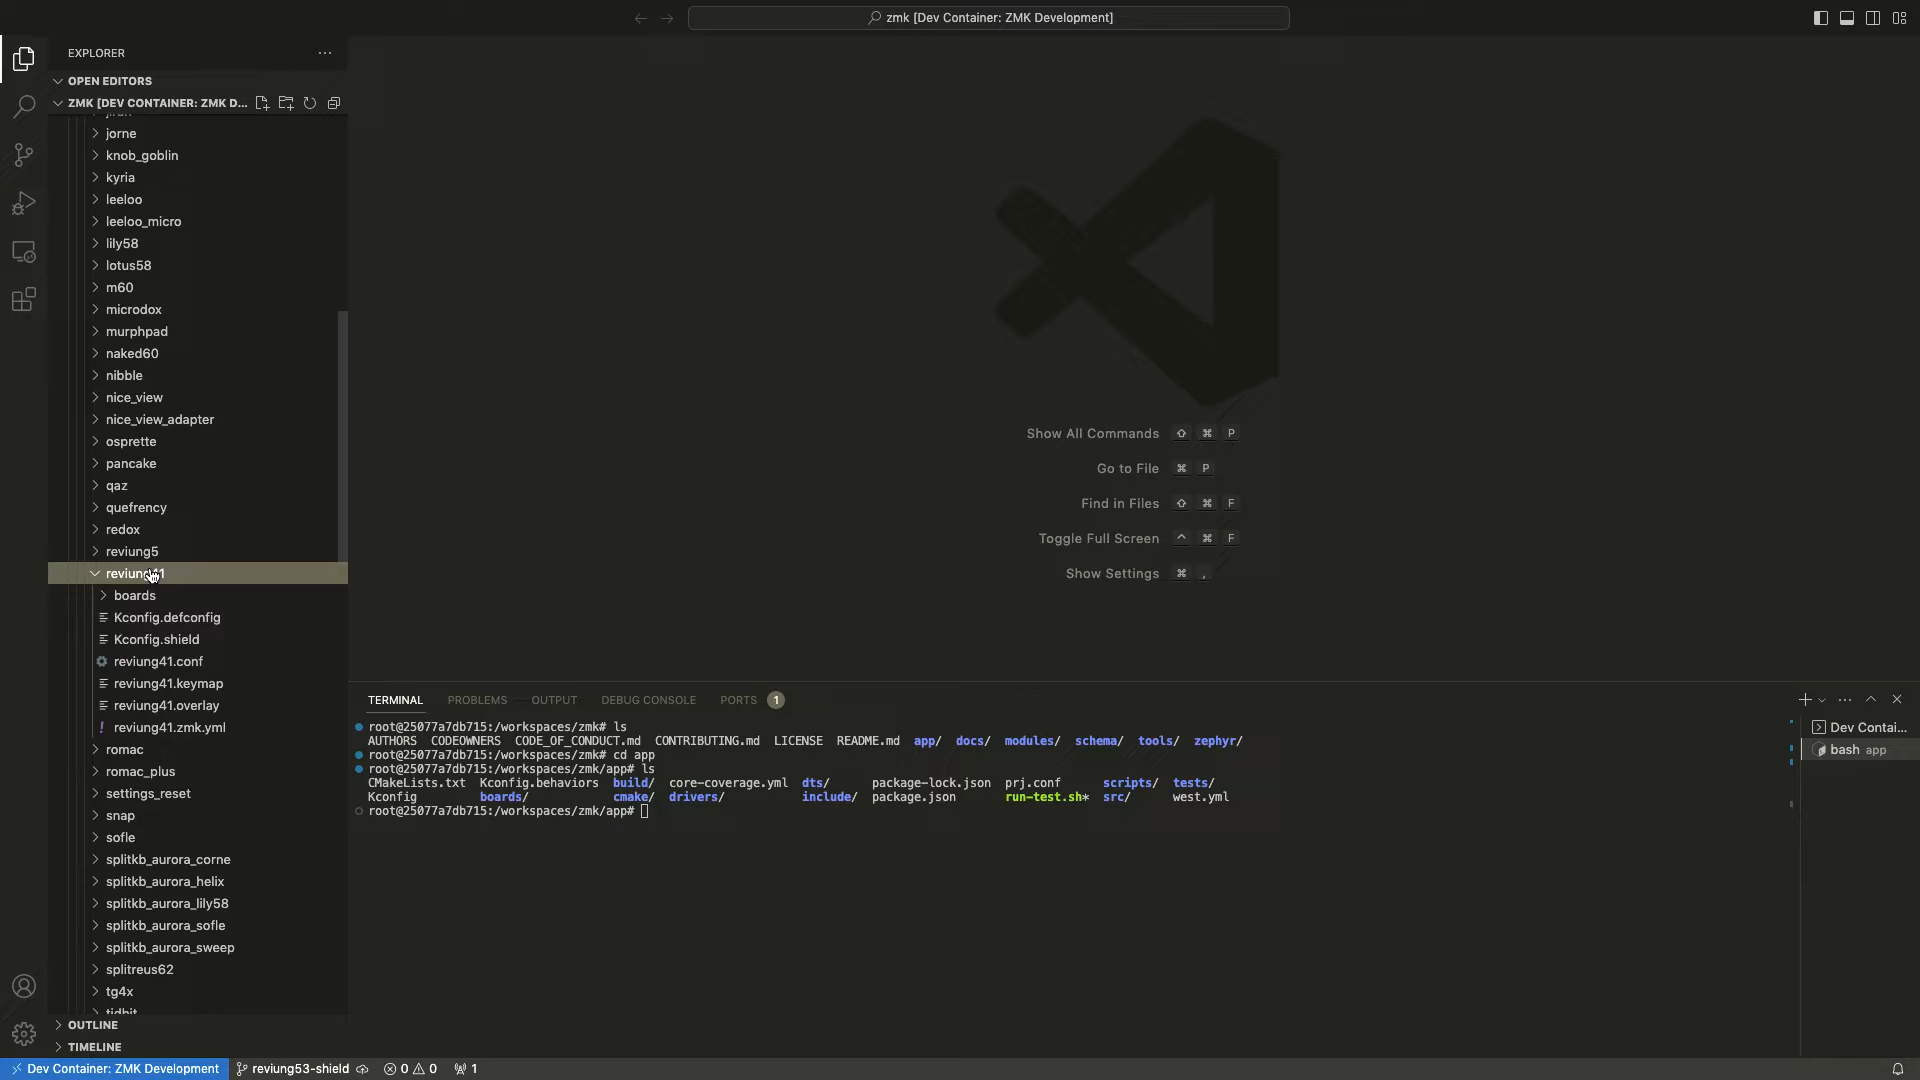 zmk [Dev Container: ZMK Development]
EXPLORER
OPEN EDITORS
ZMK [DEV CONTAINER: ZMK D...
jorne
knob_goblin
kyria
leeloo
leeloo_micro
lily58
lotus58
m60
microdox
murphpad
naked60
nibble
nice_view
nice_view_adapter
osprette
pancake
qaz
quefrency
redox
reviung5
reviung41
boards
Kconfig.defconfig
Kconfig.shield
reviung41.conf
reviung41.keymap
reviung41.overlay
reviung41.zmk.yml
romac
romac_plus
settings_reset
snap
sofle
splitkb_aurora_corne
splitkb_aurora_helix
splitkb_aurora_lily58
splitkb_aurora_sofle
splitkb_aurora_sweep
splitreus62
tg4x
tidbit
OUTLINE
TIMELINE
Show All Commands ⇧ ⌘ P
Go to File ⌘ P
Find in Files ⇧ ⌘ F
Toggle Full Screen ^ ⌘ F
Show Settings ⌘ ,
TERMINAL PROBLEMS OUTPUT DEBUG CONSOLE PORTS 1
root@25077a7db715:/workspaces/zmk# ls
AUTHORS CODEOWNERS CODE_OF_CONDUCT.md CONTRIBUTING.md LICENSE README.md app/ docs/ modules/ schema/ tools/ zephyr/
root@25077a7db715:/workspaces/zmk# cd app
root@25077a7db715:/workspaces/zmk/app# ls
CMakeLists.txt Kconfig.behaviors build/ core-coverage.yml dts/ package-lock.json prj.conf scripts/ tests/
Kconfig boards/ cmake/ drivers/ include/ package.json run-test.sh* src/ west.yml
root@25077a7db715:/workspaces/zmk/app#
Dev Contai...
bash app
Dev Container: ZMK Development reviung53-shield 0 0 1